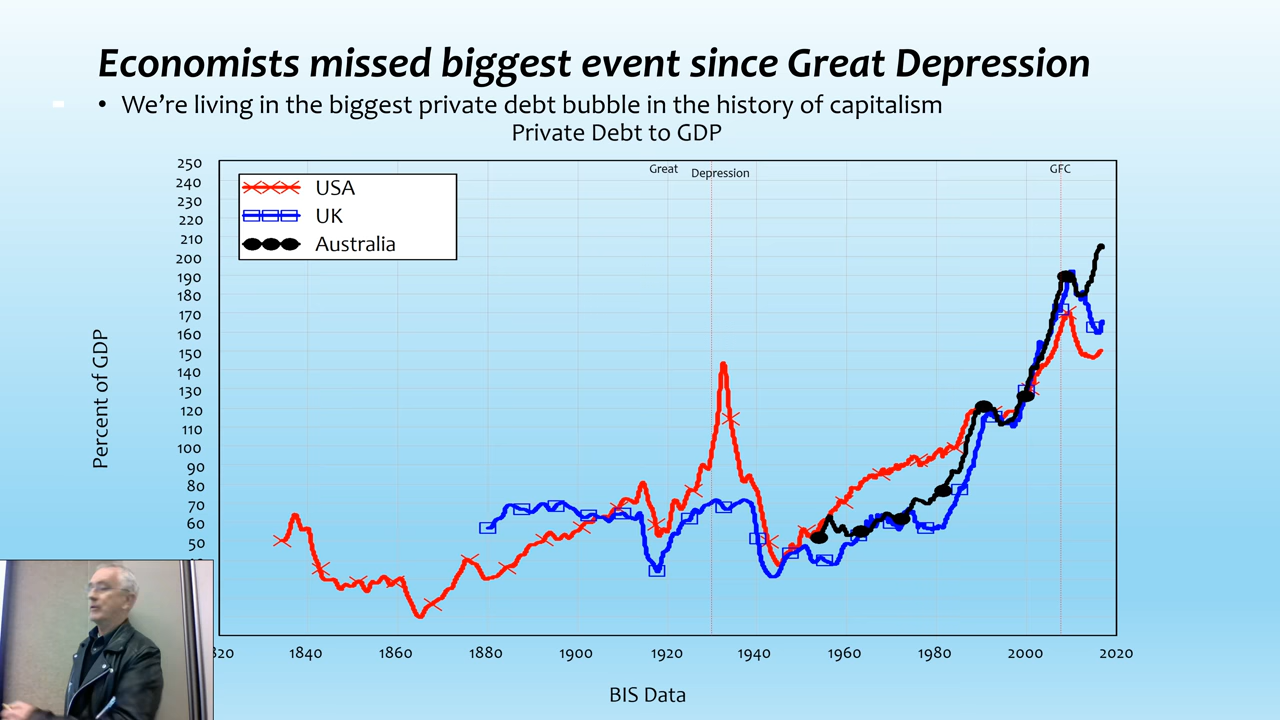 Economists missed biggest event since Great Depression
• We’re living in the biggest private debt bubble in the history of capitalism
Private Debt to GDP
Great Depression GFC
USA
UK
Australia
Percent of GDP
250
240
230
220
210
200
190
180
170
160
150
140
130
120
110
100
90
80
70
60
50
1840 1860 1880 1900 1920 1940 1960 1980 2000 2020
BIS Data